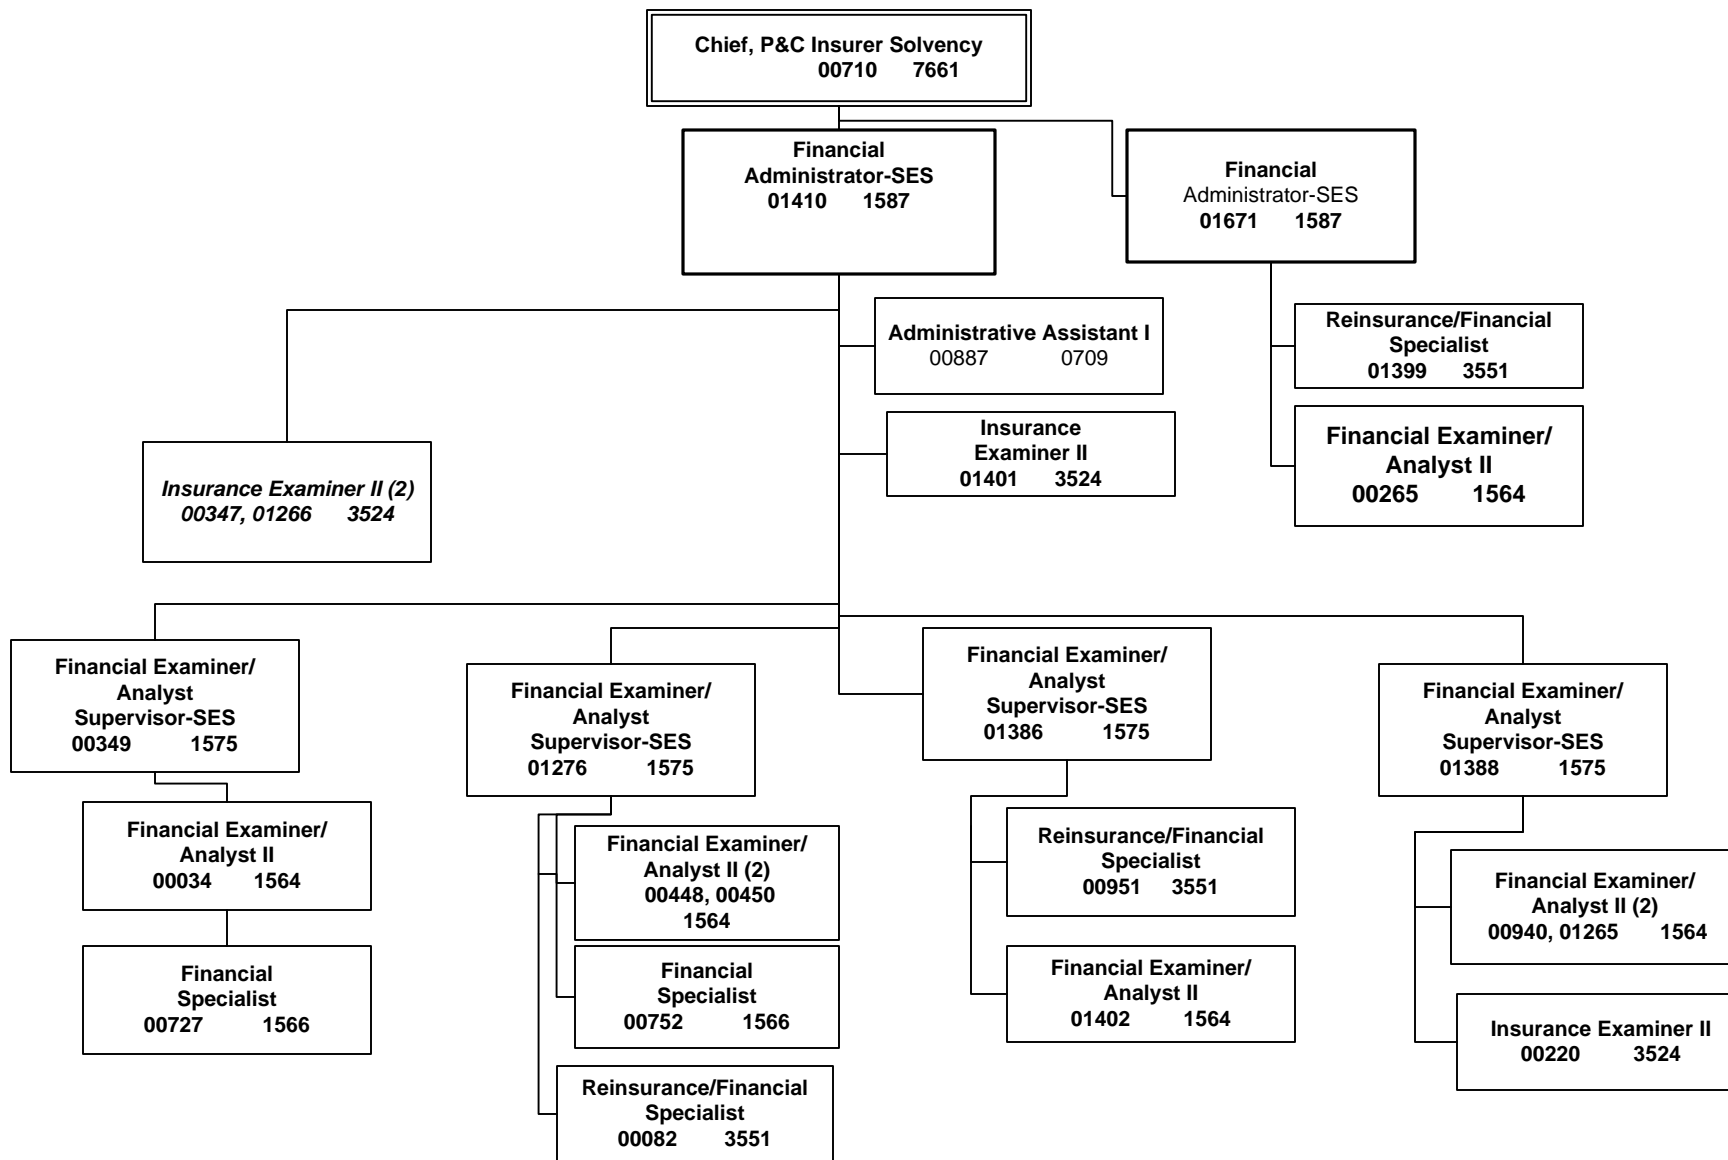 Chief, P&C Insurer Solvency
00710 7661
Financial
Administrator-SES
01410 1587
Financial
Administrator-SES
01671 1587
Administrative Assistant I
00887 0709
Reinsurance/Financial
Specialist
01399 3551
Insurance
Examiner II
01401 3524
Financial Examiner/
Analyst II
00265 1564
Insurance Examiner II (2)
00347, 01266 3524
Financial Examiner/
Analyst
Supervisor-SES
00349 1575
Financial Examiner/
Analyst
Supervisor-SES
01276 1575
Financial Examiner/
Analyst
Supervisor-SES
01386 1575
Financial Examiner/
Analyst
Supervisor-SES
01388 1575
Financial Examiner/
Analyst II
00034 1564
Financial
Specialist
00727 1566
Financial Examiner/
Analyst II (2)
00448, 00450
1564
Financial
Specialist
00752 1566
Reinsurance/Financial
Specialist
00082 3551
Reinsurance/Financial
Specialist
00951 3551
Financial Examiner/
Analyst II
01402 1564
Financial Examiner/
Analyst II (2)
00940, 01265 1564
Insurance Examiner II
00220 3524